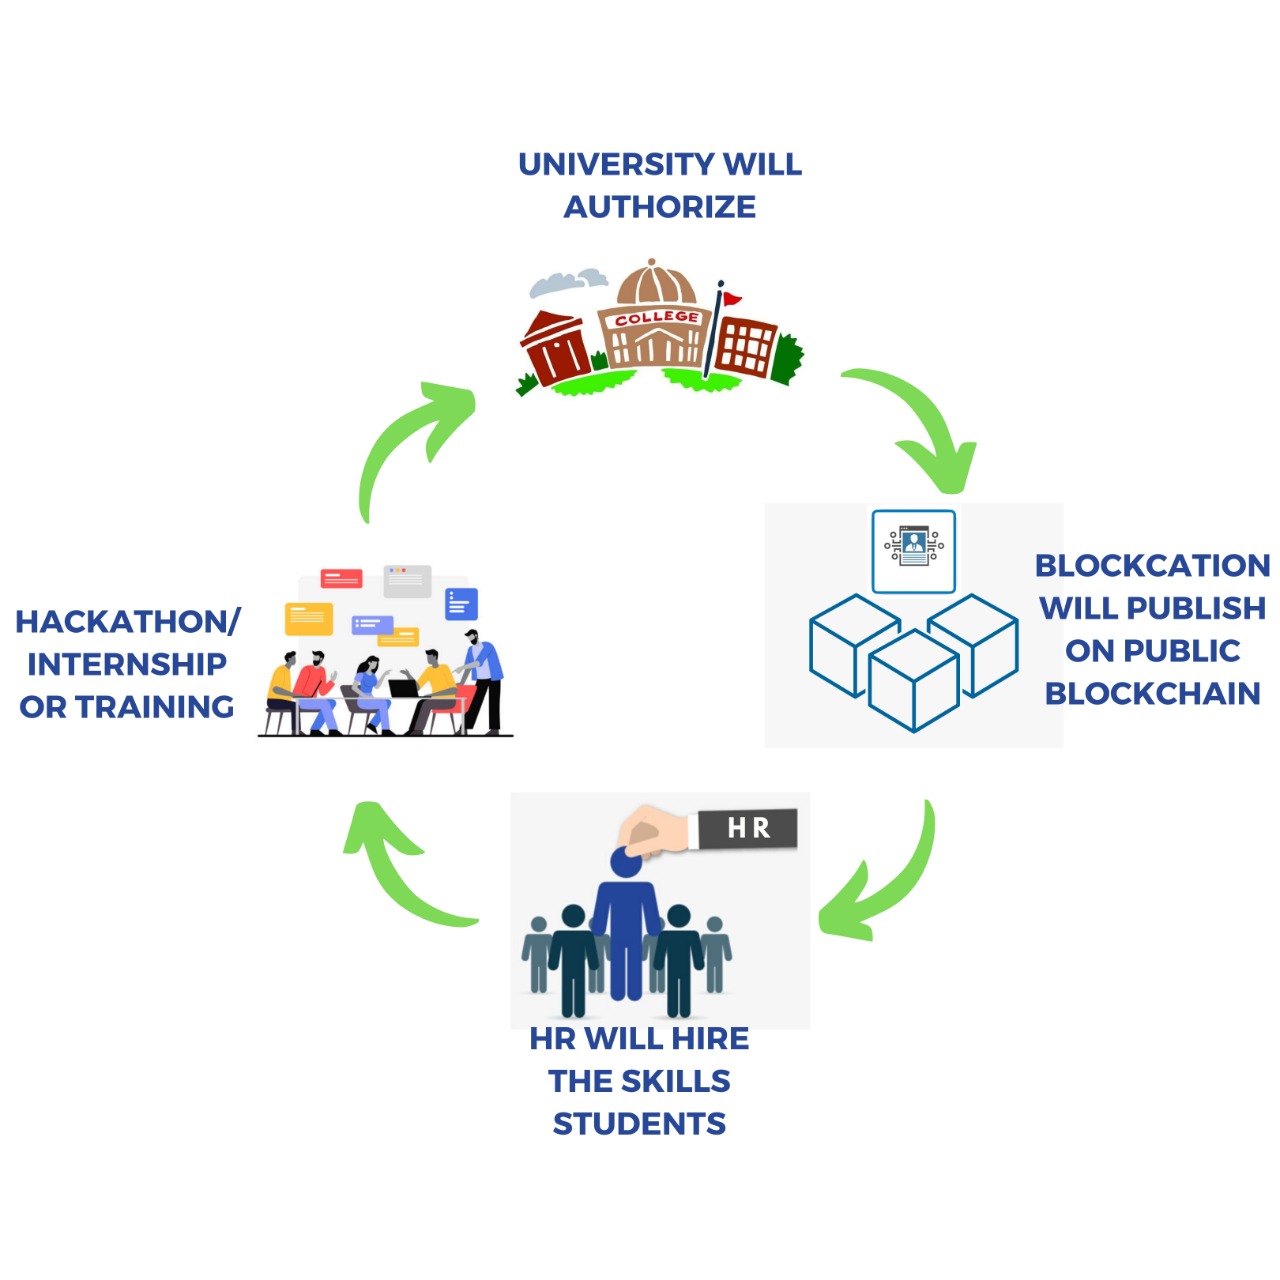 UNIVERSITY WILL
AUTHORIZE
COLLEGE
BLOCKCATION
WILL PUBLISH
ON PUBLIC
BLOCKCHAIN
HACKATHON/
INTERNSHIP
OR TRAINING
HR
HR WILL HIRE
THE SKILLS
STUDENTS